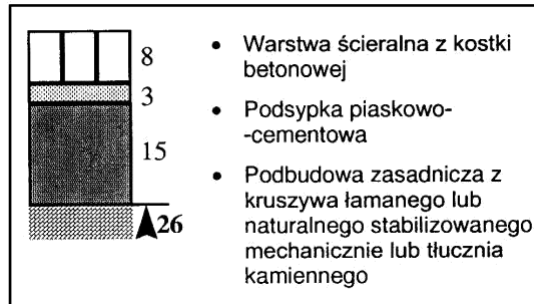 8
3
15
26
• Warstwa ścieralna z kostki
betonowej
• Podsypka piaskowo-
-cementowa
• Podbudowa zasadnicza z
kruszywa łamanego lub
naturalnego stabilizowanego
mechanicznie lub tłucznia
kamiennego